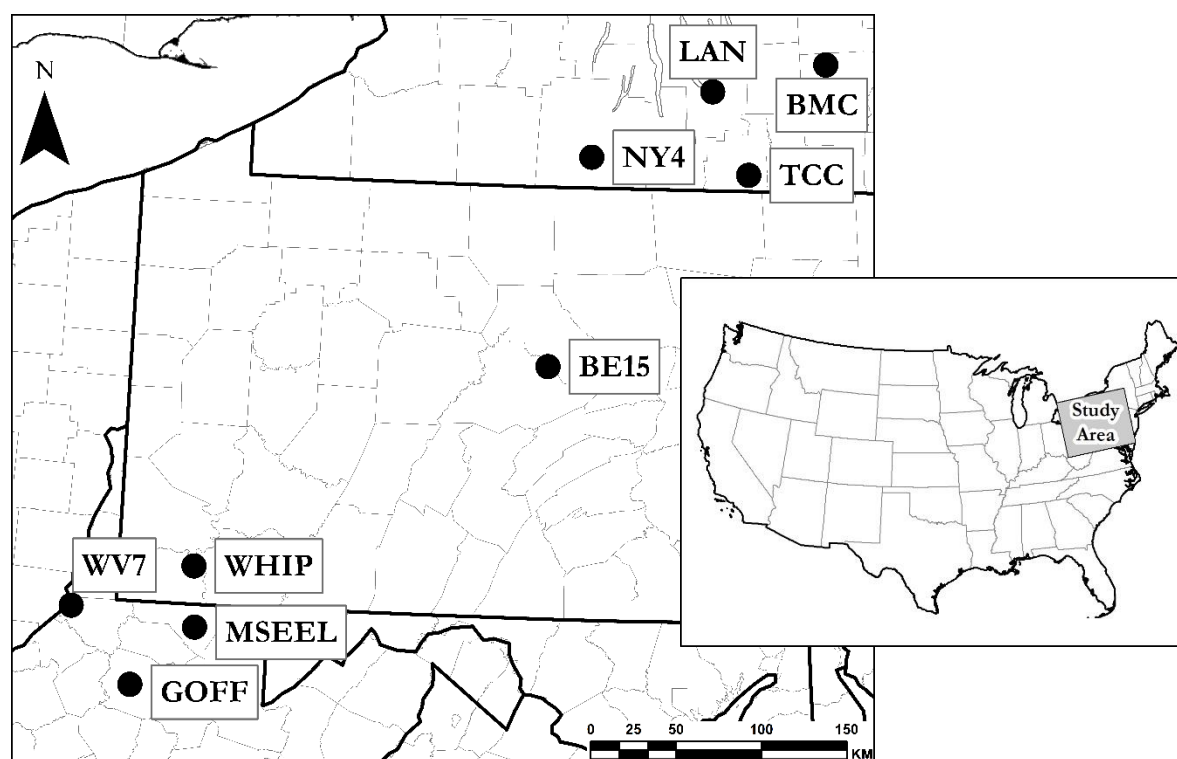 N
LAN
BMC
NY4
TCC
BE15
Study
Area
WV7
WHIP
MSEEL
GOFF
0 25 50 100 150
KM